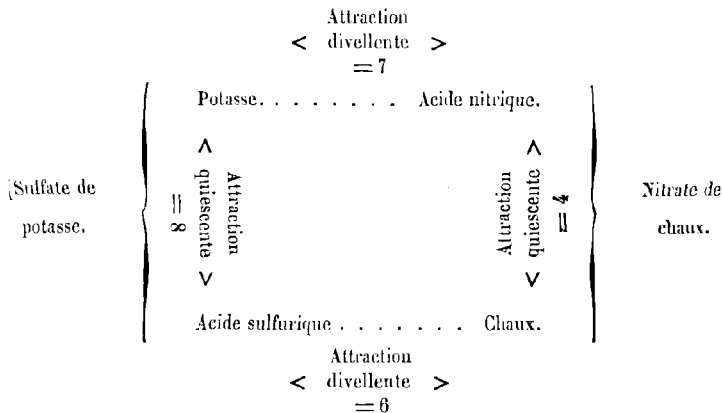 Attraction
< divellente >
= 7
Potasse. . . . . . . . Acide nitrique.
(Sulfate de
potasse.
< Attraction
quiescente >
= 8
< Attraction
quiescente >
= 4
Nitrate de
chaux.
Acide sulfurique . . . . . . . Chaux.
Attraction
< divellente >
= 6